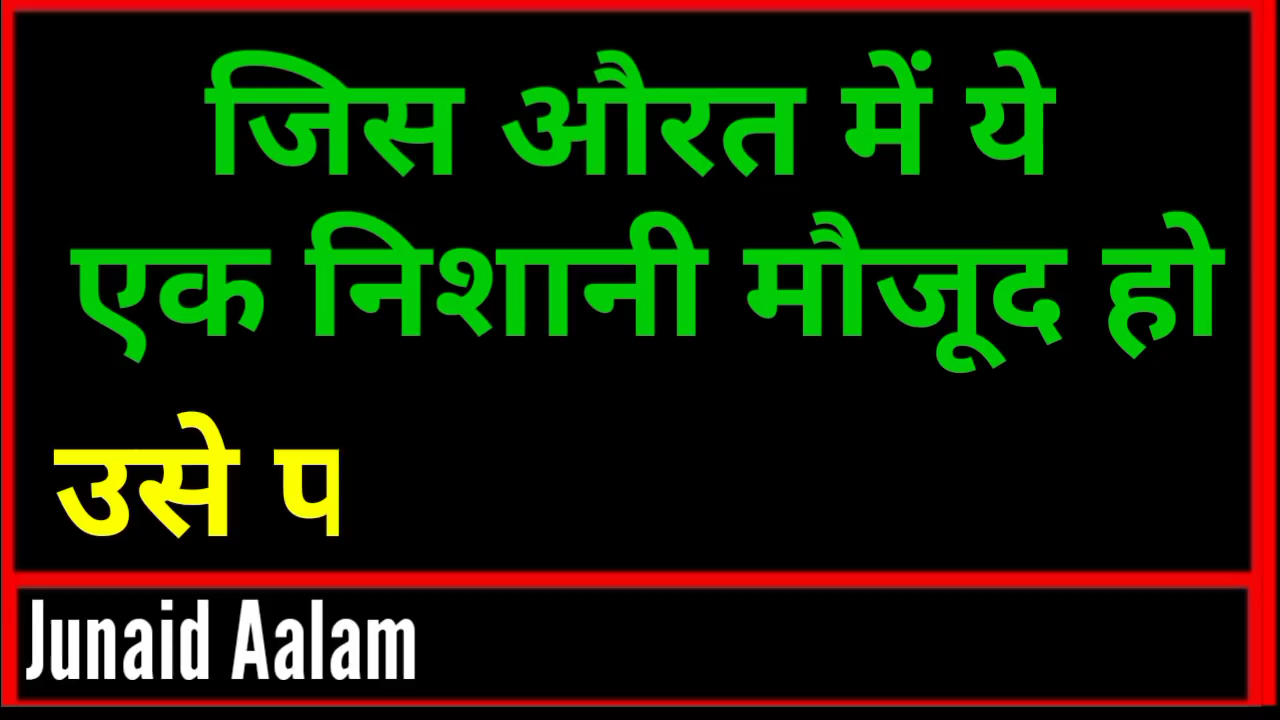 जिस औरत में ये
एक निशानी मौजूद हो
उसे प
Junaid Aalam